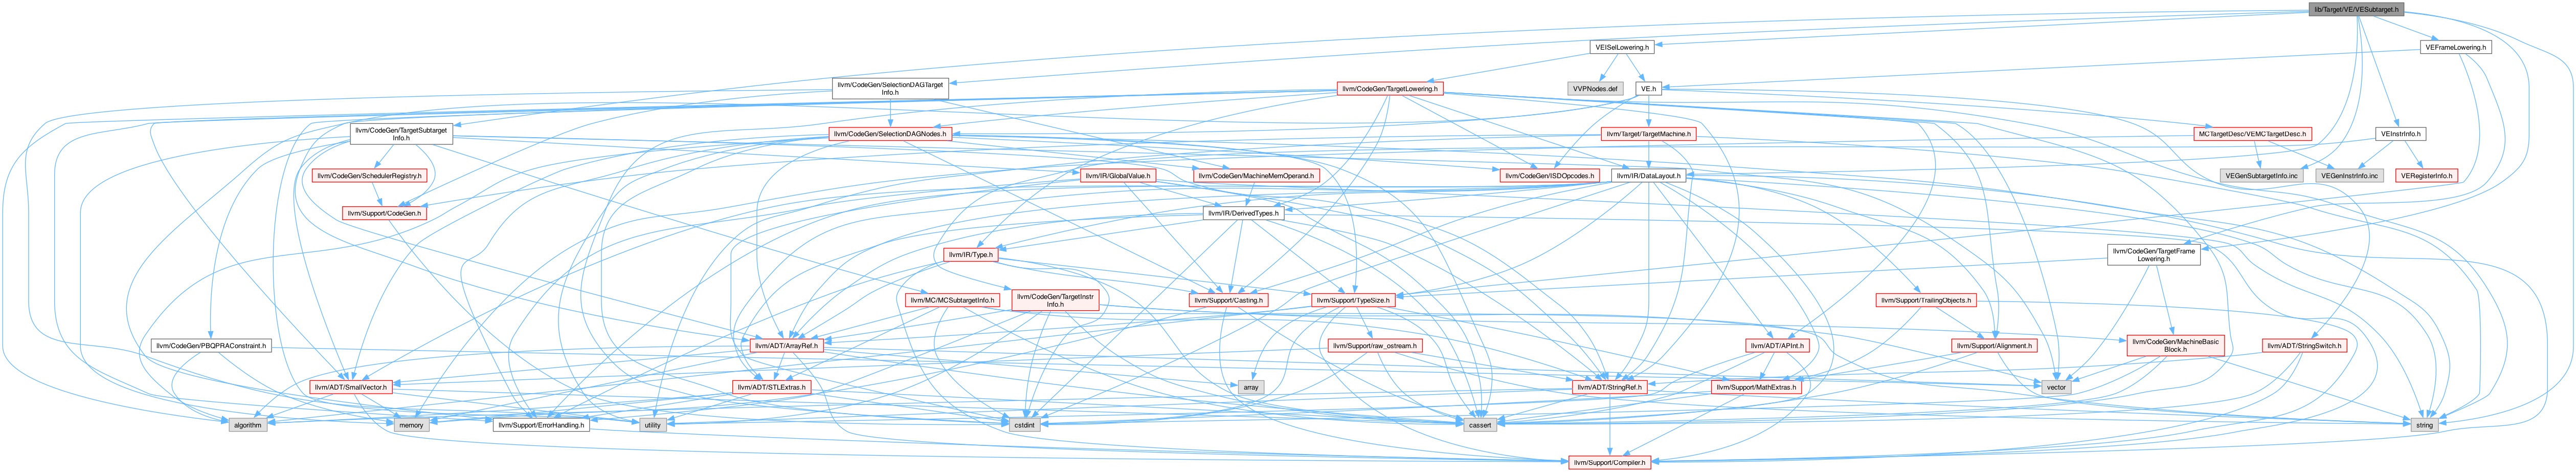 lib/Target/VE/VESubtarget.h
VEISelLowering.h
VEFrameLowering.h
llvm/CodeGen/SelectionDAGTarget
Info.h
VVPNodes.def
llvm/CodeGen/TargetLowering.h
VE.h
llvm/CodeGen/TargetSubtarget
Info.h
llvm/CodeGen/SelectionDAGNodes.h
llvm/Target/TargetMachine.h
MCTargetDesc/VEMCTargetDesc.h
VEInstrInfo.h
llvm/CodeGen/SchedulerRegistry.h
llvm/IR/GlobalValue.h
llvm/CodeGen/MachineMemOperand.h
llvm/CodeGen/ISDOpcodes.h
llvm/IR/DataLayout.h
VEGenSubtargetInfo.inc
VEGenInstrInfo.inc
VERegisterInfo.h
llvm/Support/CodeGen.h
llvm/IR/DerivedTypes.h
llvm/IR/Type.h
llvm/CodeGen/TargetFrame
Lowering.h
llvm/MC/MCSubtargetInfo.h
llvm/CodeGen/TargetInstr
Info.h
llvm/Support/Casting.h
llvm/Support/TypeSize.h
llvm/Support/TrailingObjects.h
llvm/CodeGen/PBQPRAConstraint.h
llvm/ADT/ArrayRef.h
llvm/Support/raw_ostream.h
llvm/ADT/APInt.h
llvm/Support/Alignment.h
llvm/CodeGen/MachineBasic
Block.h
llvm/ADT/StringSwitch.h
llvm/ADT/SmallVector.h
llvm/ADT/STLExtras.h
array
llvm/ADT/StringRef.h
llvm/Support/MathExtras.h
vector
algorithm
memory
llvm/Support/ErrorHandling.h
utility
cstdint
cassert
string
llvm/Support/Compiler.h